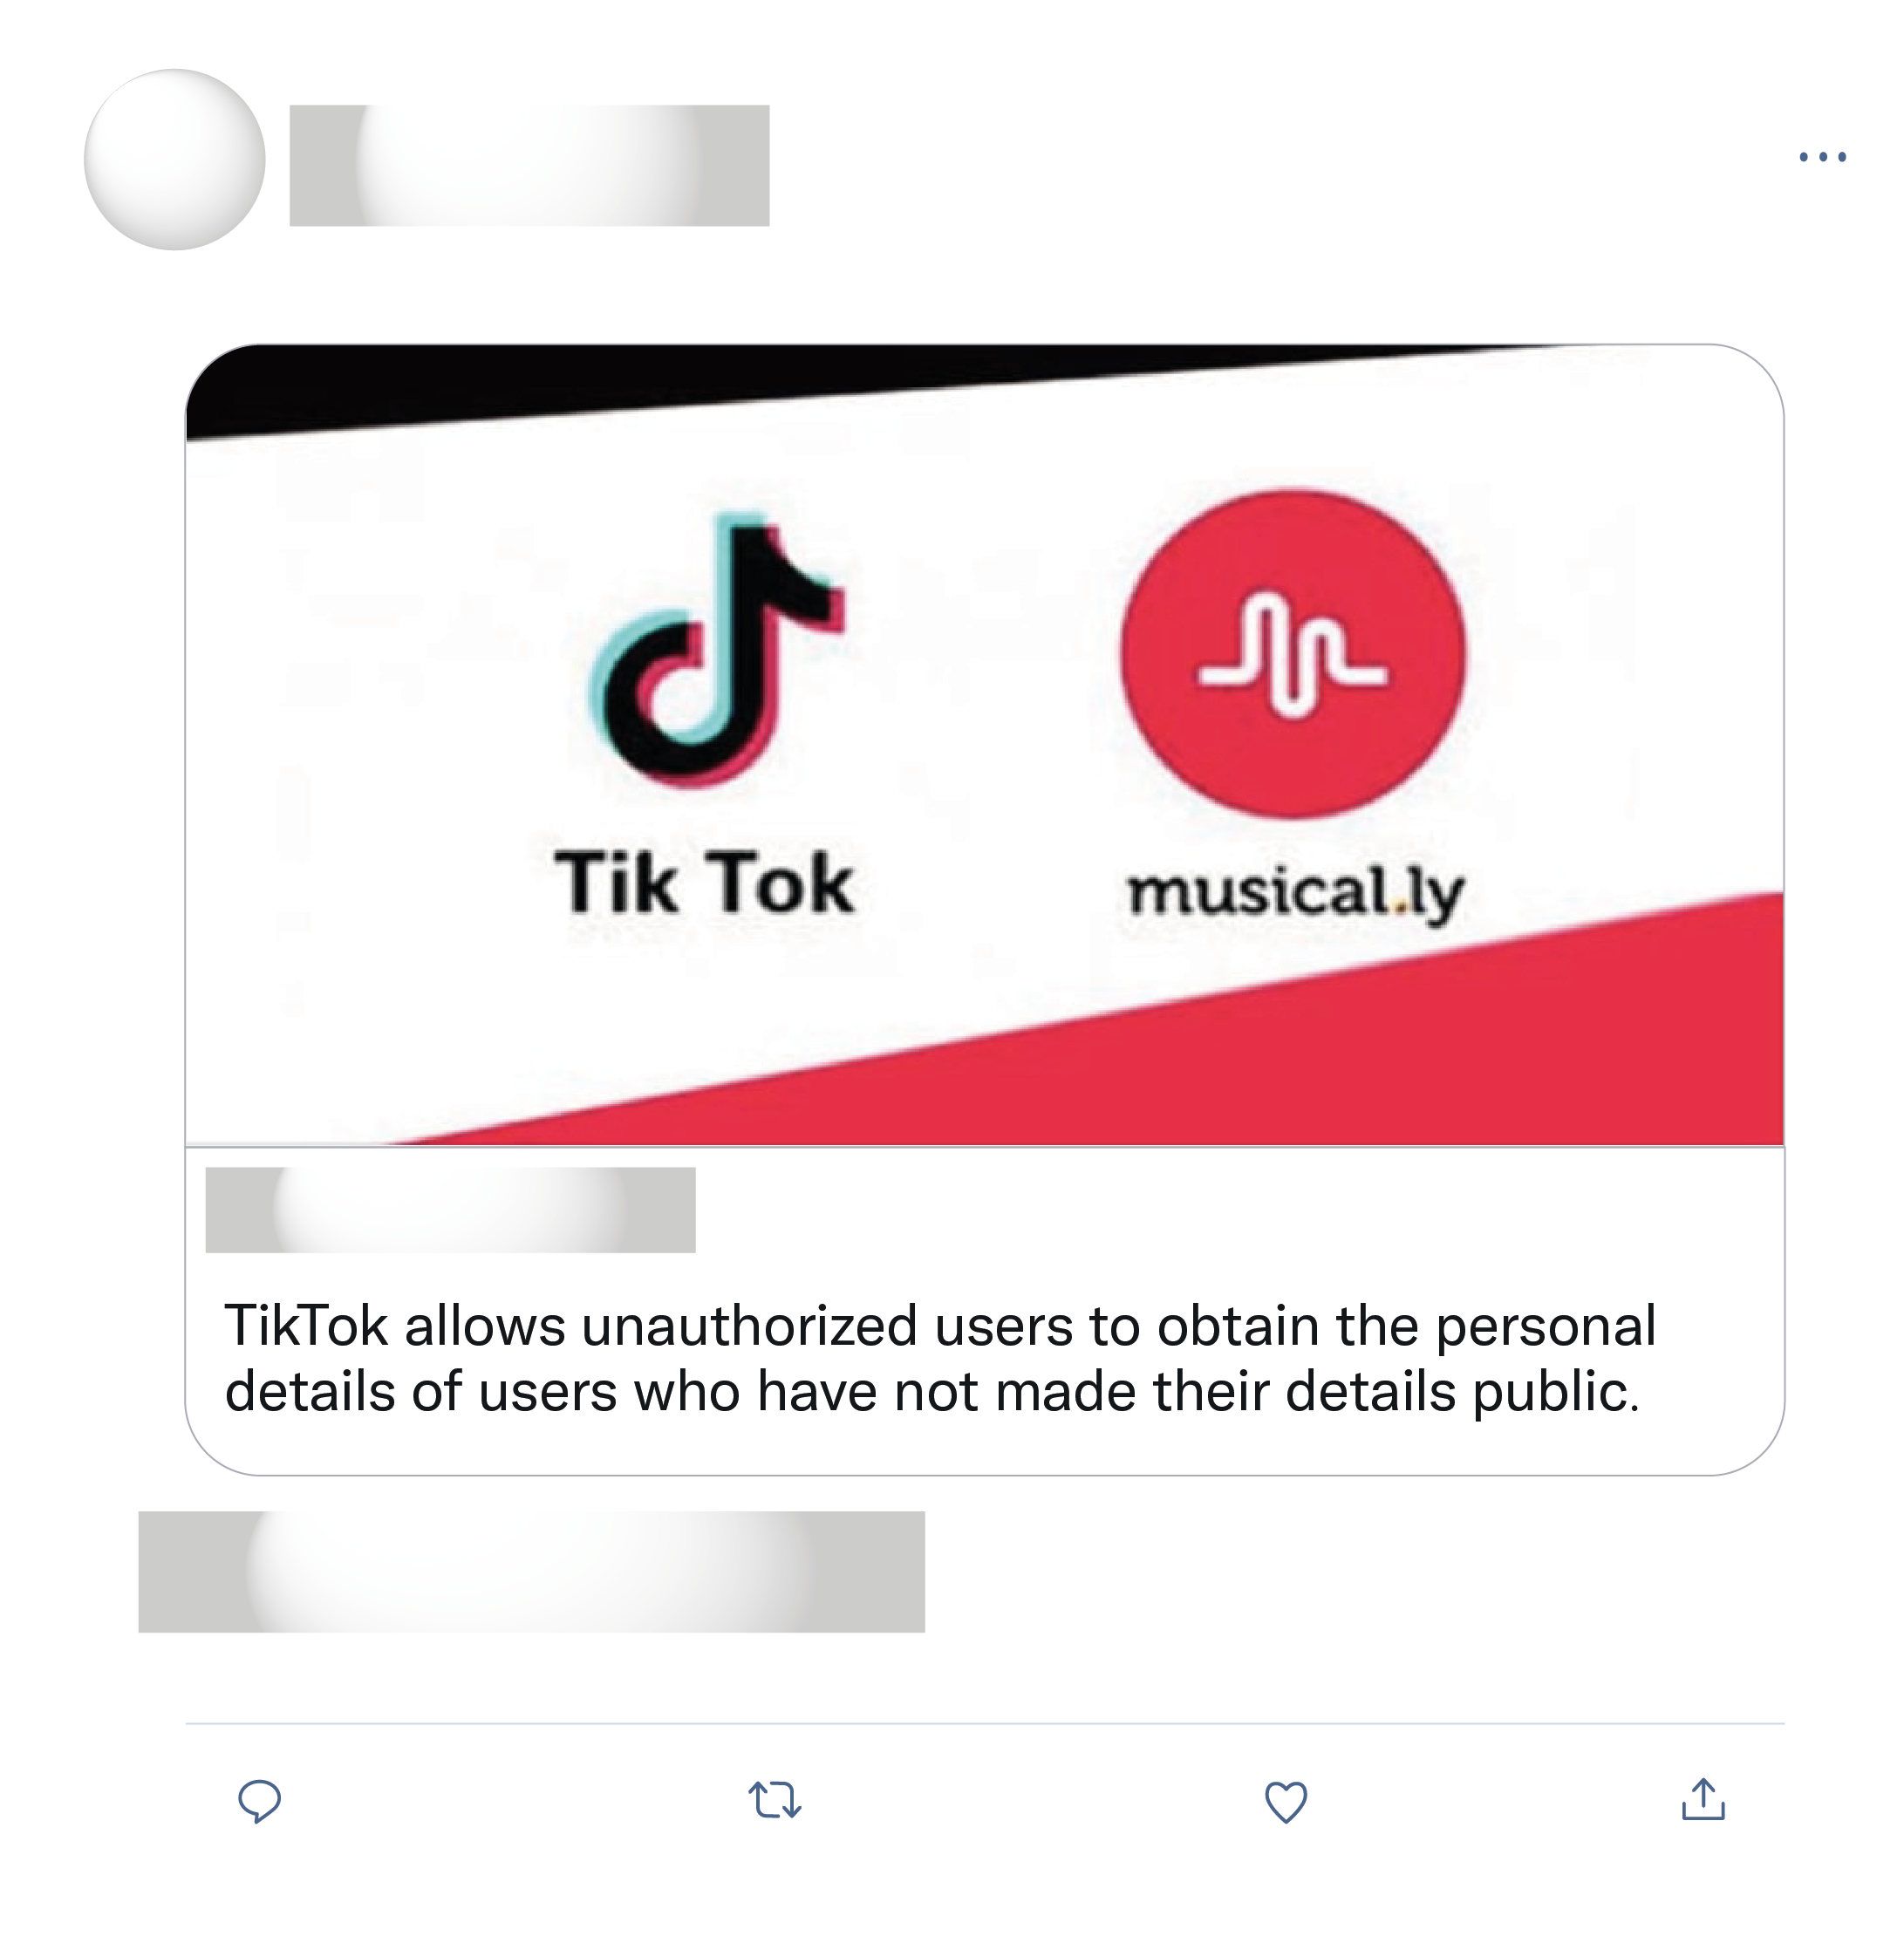 Tik Tok
musical.ly
TikTok allows unauthorized users to obtain the personal
details of users who have not made their details public.